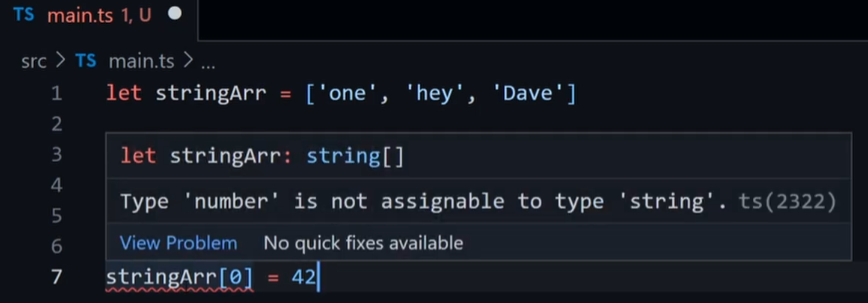 TS main.ts 1, U
src > TS main.ts > ...
1 let stringArr = ['one', 'hey', 'Dave']
2
3 let stringArr: string[]
4 Type 'number' is not assignable to type 'string'. ts(2322)
5
6 View Problem No quick fixes available
7 stringArr[0] = 42